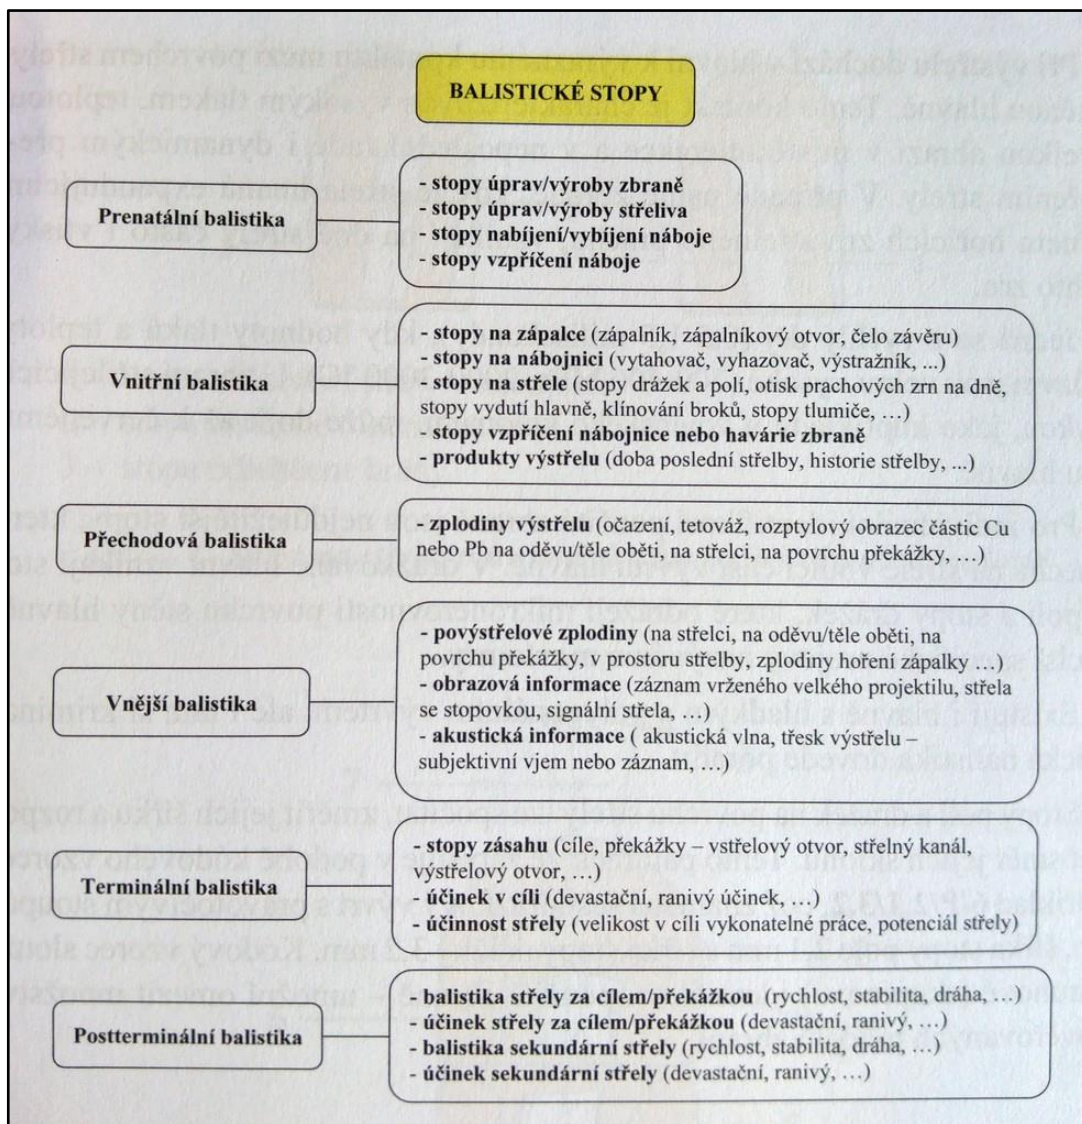 BALISTICKÉ STOPY
Prenatální balistika
- stopy úprav/výroby zbraně
- stopy úprav/výroby střeliva
- stopy nabíjení/vybíjení náboje
- stopy vzpříčení náboje
Vnitřní balistika
- stopy na zápalce (zápalník, zápalníkový otvor, čelo závěru)
- stopy na nábojnici (vytahovač, vyhazovač, výstražník, ...)
- stopy na střele (stopy drážek a polí, otisk prachových zrn na dně,
stopy vydutí hlavně, klínování broků, stopy tlumiče, …)
- stopy vzpříčení nábojnice nebo havárie zbraně
- produkty výstřelu (doba poslední střelby, historie střelby, ...)
Přechodová balistika
- zplodiny výstřelu (očazení, tetováž, rozptylový obrazec částic Cu
nebo Pb na oděvu/těle oběti, na střelci, na povrchu překážky, …)
Vnější balistika
- povýstřelové zplodiny (na střelci, na oděvu/těle oběti, na
povrchu překážky, v prostoru střelby, zplodiny hoření zápalky …)
- obrazová informace (záznam vrženého velkého projektilu, střela
se stopovkou, signální střela, …)
- akustická informace ( akustická vlna, třesk výstřelu –
subjektivní vjem nebo záznam, …)
Terminální balistika
- stopy zásahu (cíle, překážky – vstřelový otvor, střelný kanál,
výstřelový otvor, …)
- účinek v cíli (devastační, ranivý účinek, …)
- účinnost střely (velikost v cíli vykonatelné práce, potenciál střely)
Postterminální balistika
- balistika střely za cílem/překážkou (rychlost, stabilita, dráha, …)
- účinek střely za cílem/překážkou (devastační, ranivý, …)
- balistika sekundární střely (rychlost, stabilita, dráha, …)
- účinek sekundární střely (devastační, ranivý, …)